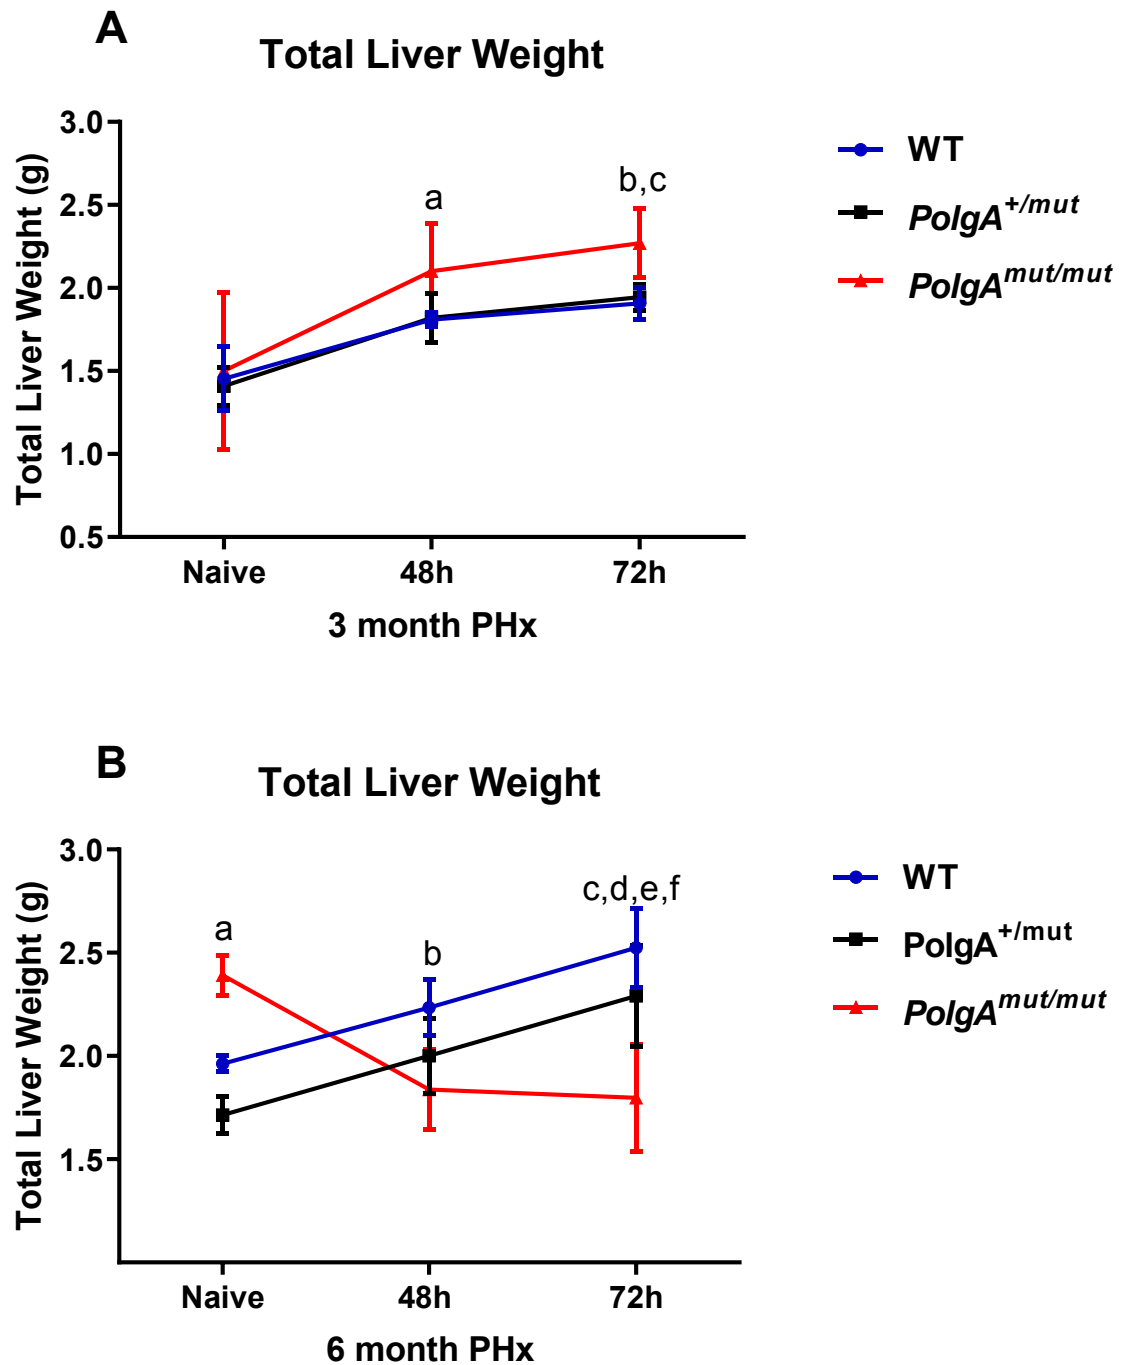 A
Total Liver Weight
Total Liver Weight (g)
3.0
2.5
2.0
1.5
1.0
0.5
a
b,c
Naive
48h
72h
3 month PHx
WT
PolgA+/mut
PolgAmut/mut
B
Total Liver Weight
Total Liver Weight (g)
3.0
2.5
2.0
1.5
a
b
c,d,e,f
Naive
48h
72h
6 month PHx
WT
PolgA+/mut
PolgAmut/mut